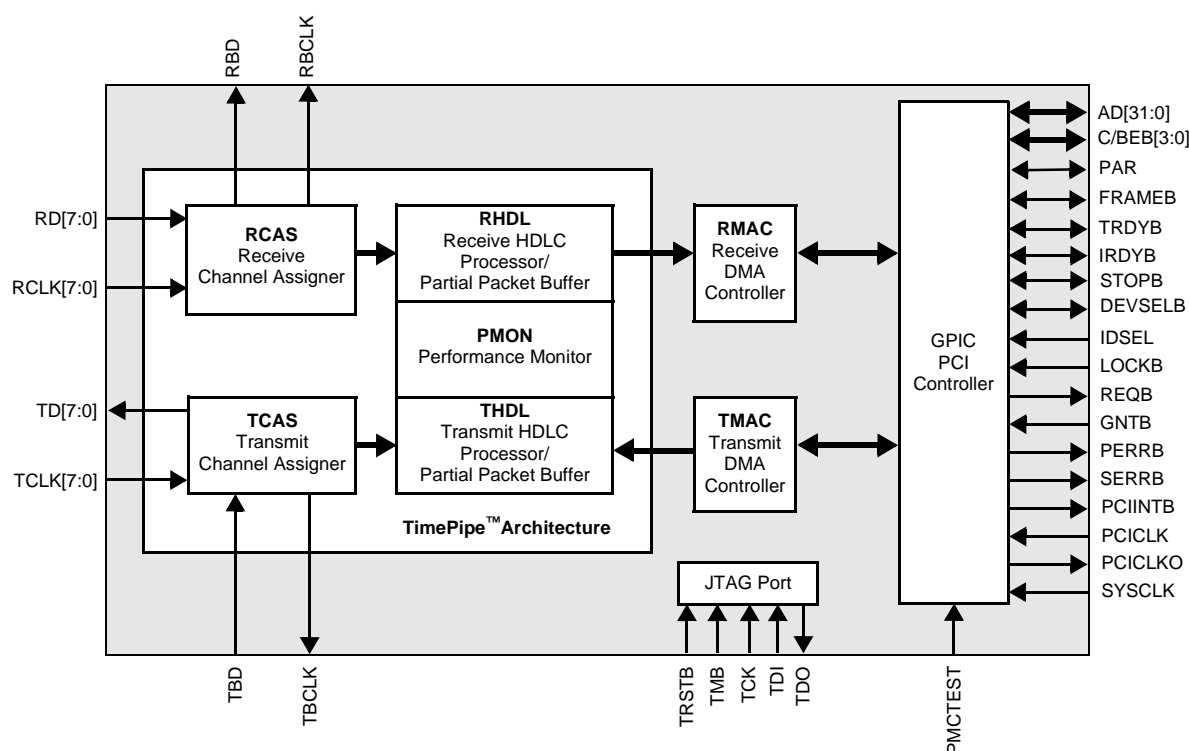 RBD
RBCLK
RD[7:0]
RCLK[7:0]
TD[7:0]
TCLK[7:0]
RCAS
Receive
Channel Assigner
RHDL
Receive HDLC
Processor/
Partial Packet Buffer
PMON
Performance Monitor
TCAS
Transmit
Channel Assigner
THDL
Transmit HDLC
Processor/
Partial Packet Buffer
TimePipe™Architecture
RMAC
Receive
DMA
Controller
TMAC
Transmit
DMA
Controller
JTAG Port
GPIC
PCI
Controller
AD[31:0]
C/BEB[3:0]
PAR
FRAMEB
TRDYB
IRDYB
STOPB
DEVSELB
IDSEL
LOCKB
REQB
GNTB
PERRB
SERRB
PCIINTB
PCICLK
PCICLKO
SYSCLK
TBD
TBCLK
TRSTB
TMB
TCK
TDI
TDO
PMCTEST